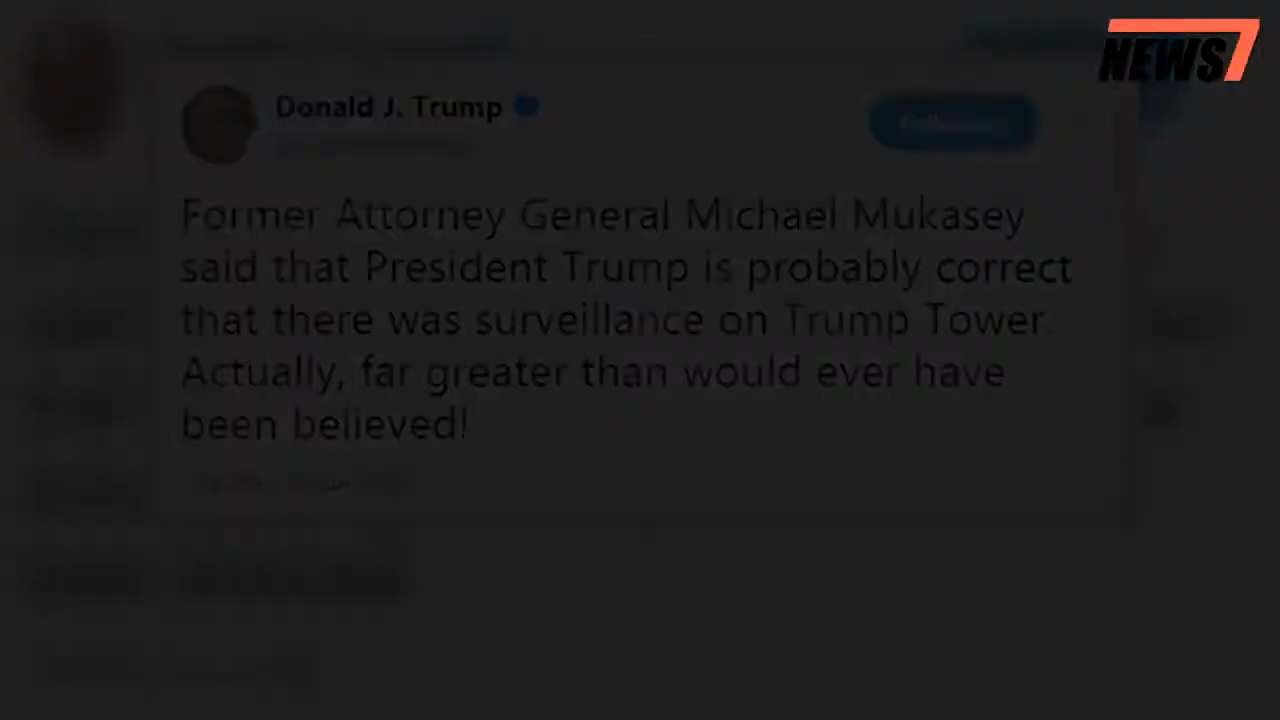 NEWS7
Donald J. Trump
Following
Former Attorney General Michael Mukasey
said that President Trump is probably correct
that there was surveillance on Trump Tower.
Actually, far greater than would ever have
been believed!